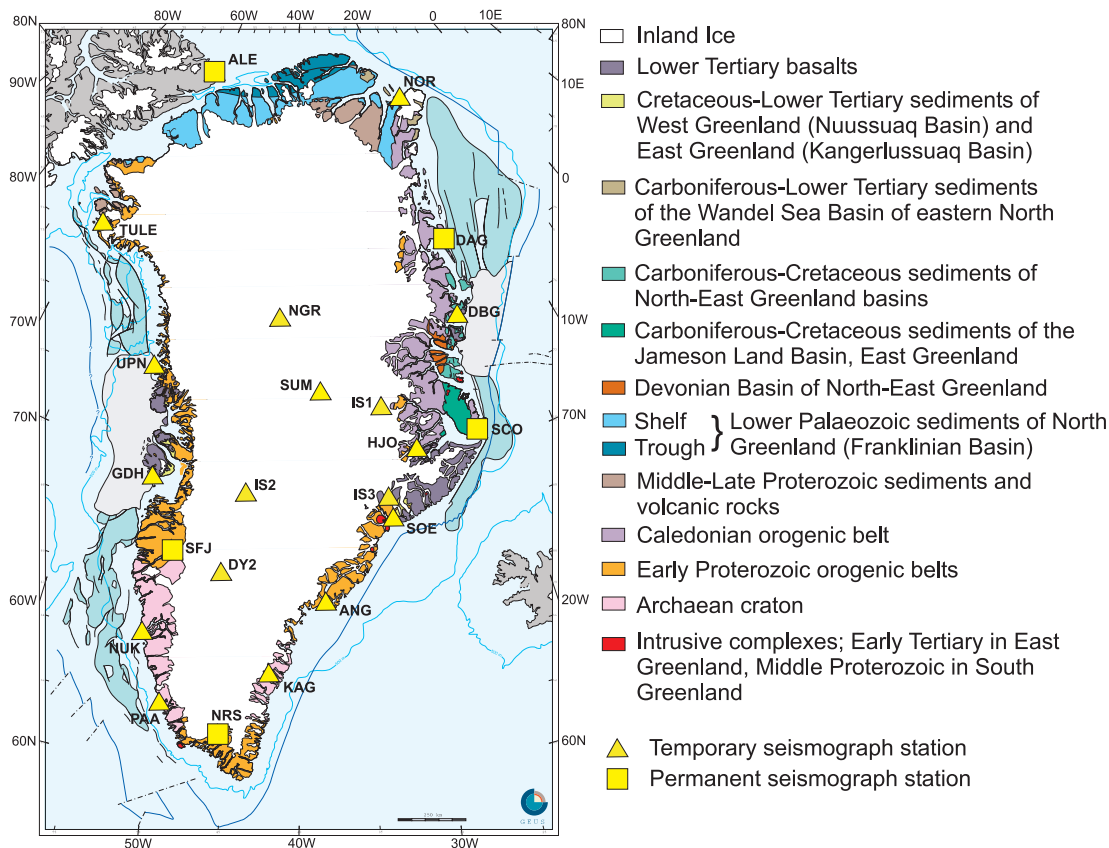 80N
80W
60W
40W
30W
20W
0
10E
80N
90W
10E
80N
0
70N
10W
70N
70N
60W
20W
60N
60N
50W
40W
30W
ALE
NOR
TULE
DAG
NGR
DBG
UPN
SUM
IS1
SCO
HJO
GDH
IS2
IS3
SOE
SFJ
DY2
ANG
NUK
KAG
PAA
NRS
GEUS
250 km
Inland Ice
Lower Tertiary basalts
Cretaceous-Lower Tertiary sediments of
West Greenland (Nuussuaq Basin) and
East Greenland (Kangerlussuaq Basin)
Carboniferous-Lower Tertiary sediments
of the Wandel Sea Basin of eastern North
Greenland
Carboniferous-Cretaceous sediments of
North-East Greenland basins
Carboniferous-Cretaceous sediments of the
Jameson Land Basin, East Greenland
Devonian Basin of North-East Greenland
Shelf } Lower Palaeozoic sediments of North
Trough Greenland (Franklinian Basin)
Middle-Late Proterozoic sediments and
volcanic rocks
Caledonian orogenic belt
Early Proterozoic orogenic belts
Archaean craton
Intrusive complexes; Early Tertiary in East
Greenland, Middle Proterozoic in South
Greenland
Temporary seismograph station
Permanent seismograph station